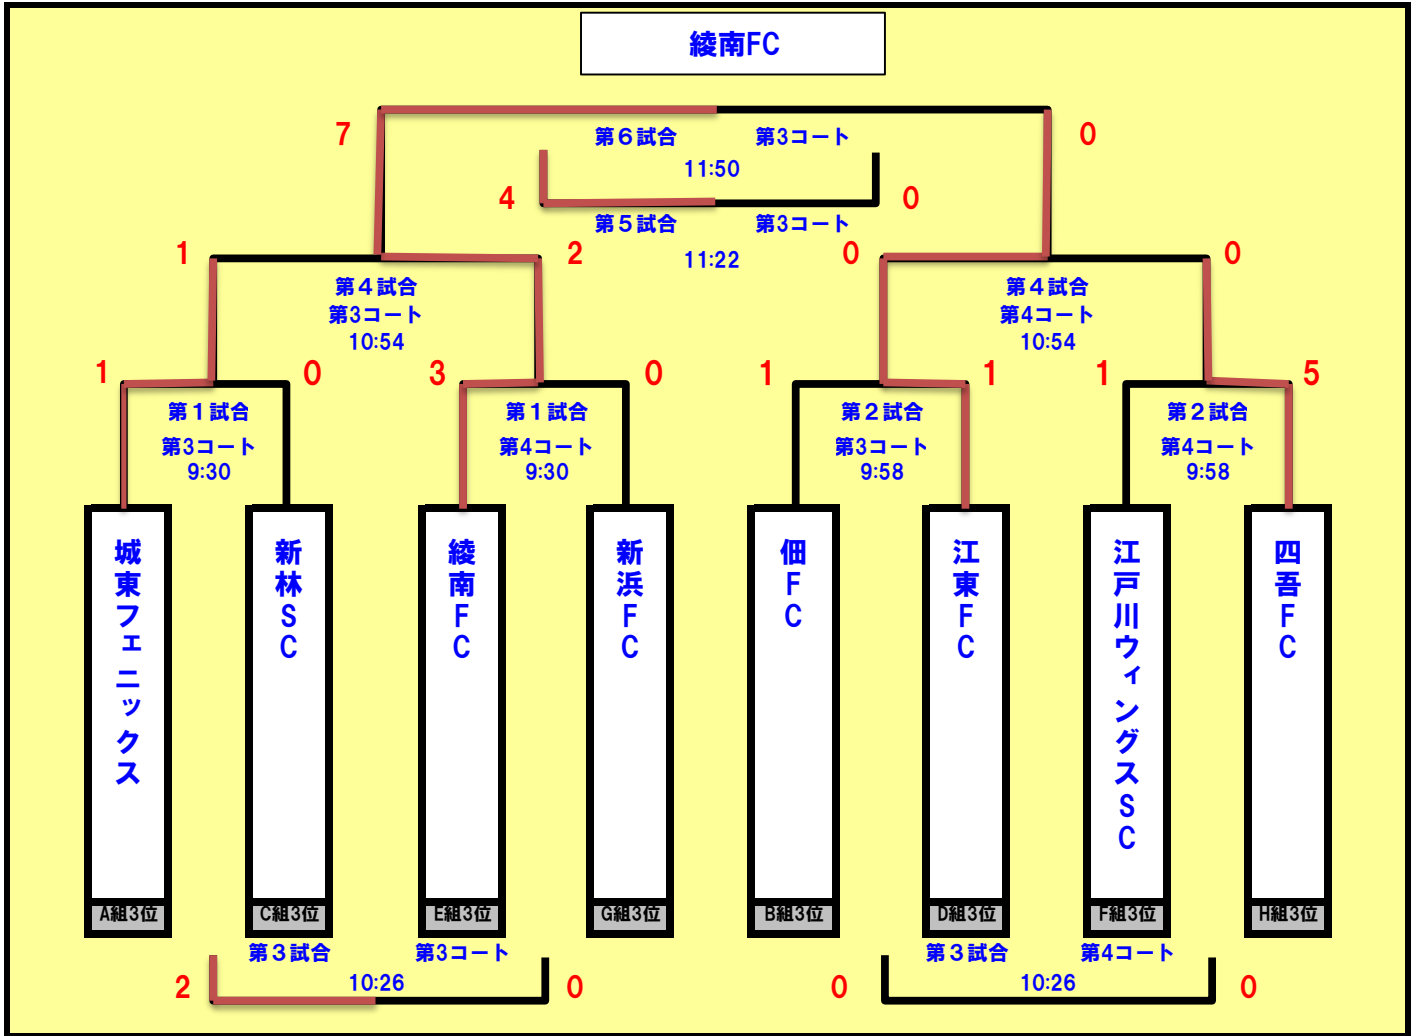 綾南FC
7
第６試合 第3コート
0
11:50
4
0
第５試合 第3コート
11:22
1
2
0
0
第４試合
第3コート
10:54
第４試合
第4コート
10:54
1
0
3
0
1
1
1
5
第１試合
第3コート
9:30
第１試合
第4コート
9:30
第２試合
第3コート
9:58
第２試合
第4コート
9:58
城東フェニックス
新林SC
綾南FC
新浜FC
佃FC
江東FC
江戸川ウィングスSC
四吾FC
A組3位
C組3位
E組3位
G組3位
B組3位
D組3位
F組3位
H組3位
第３試合 第3コート
2
10:26
0
第３試合 第4コート
0
10:26
0